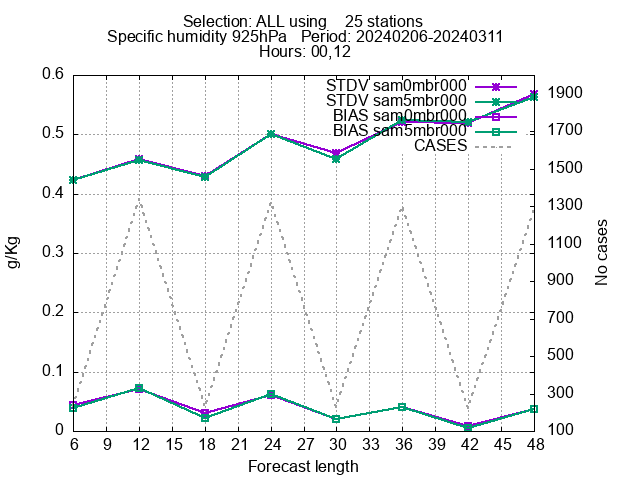 Selection: ALL using    25 stations
Specific humidity 925hPa   Period: 20240206-20240311
Hours: 00,12
STDV sam0mbr000
STDV sam5mbr000
BIAS sam0mbr000
BIAS sam5mbr000
CASES
0.6
0.5
0.4
0.3
0.2
0.1
0
g/Kg
1900
1700
1500
1300
1100
900
700
500
300
100
No cases
6 9 12 15 18 21 24 27 30 33 36 39 42 45 48
Forecast length